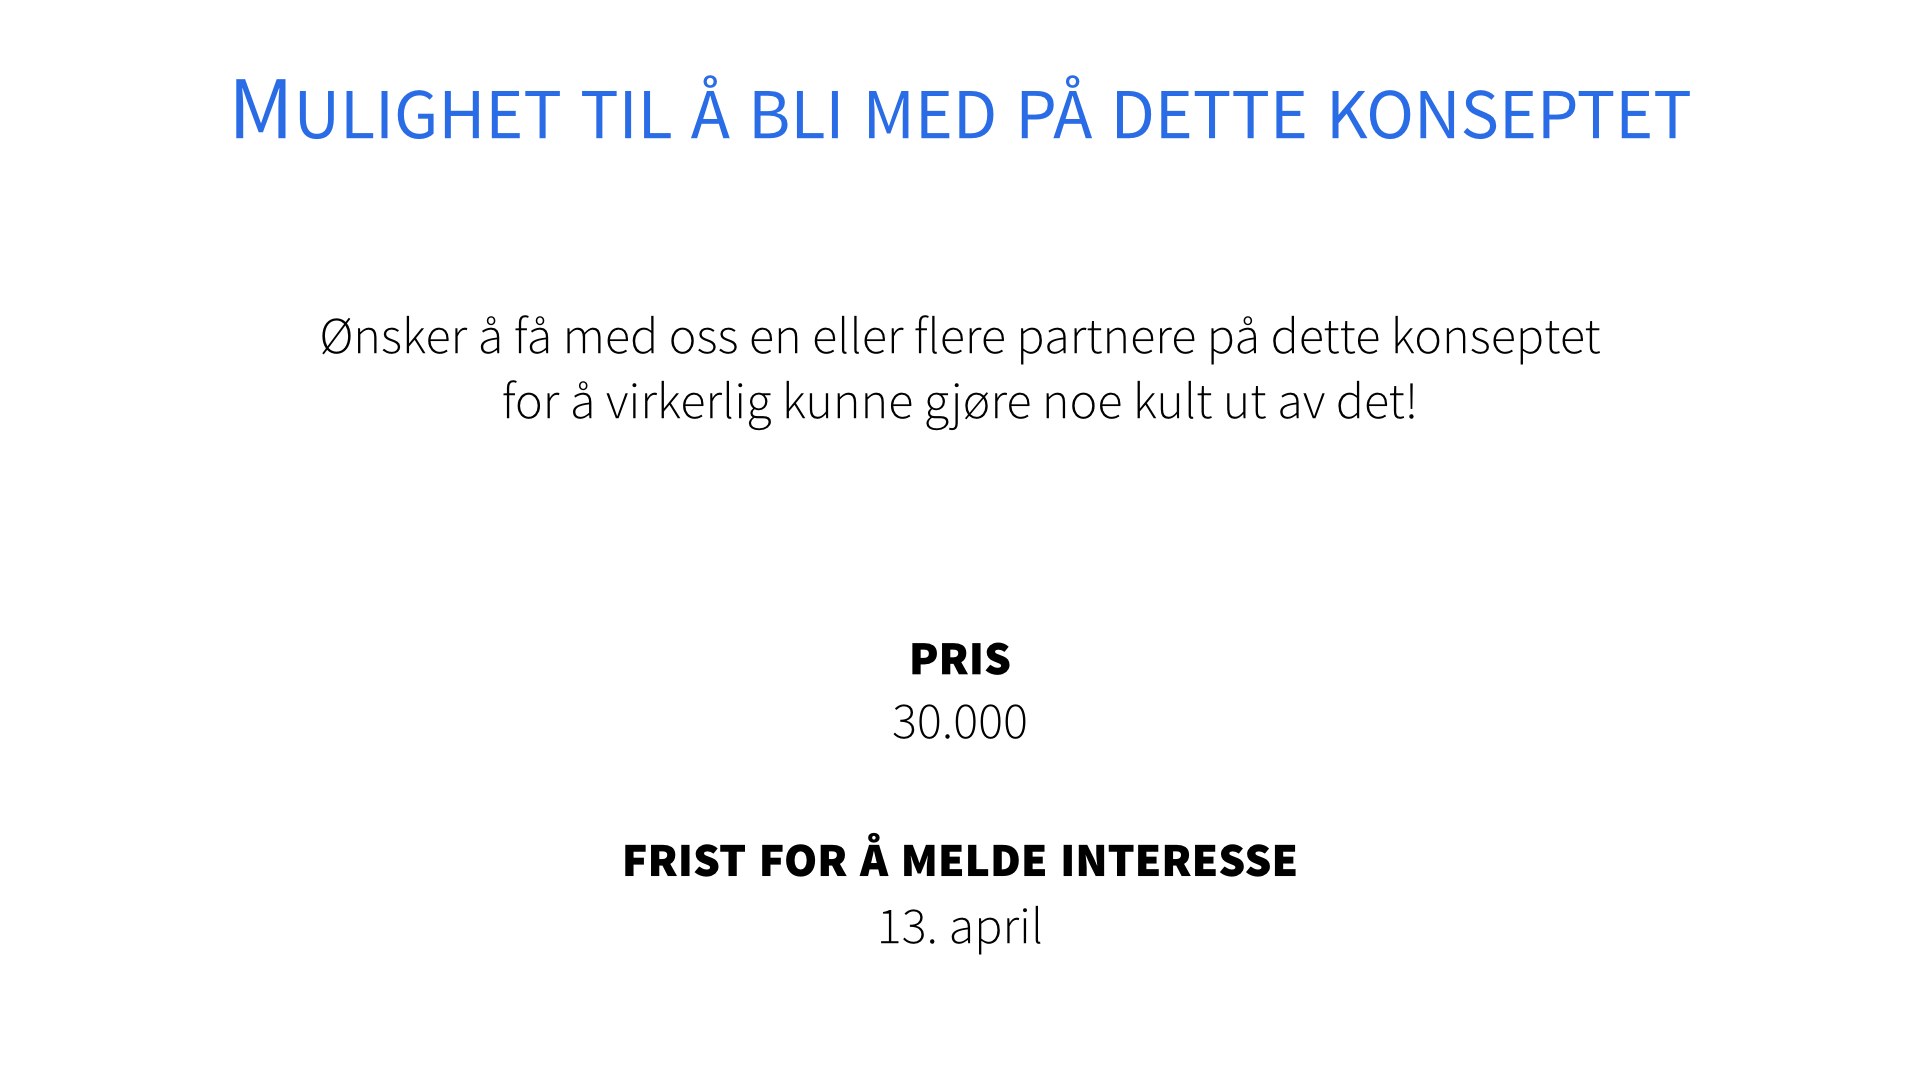 Mulighet til å bli med på dette konseptet
Ønsker å få med oss en eller flere partnere på dette konseptet
for å virkerlig kunne gjøre noe kult ut av det!
PRIS
30.000
FRIST FOR Å MELDE INTERESSE
13. april